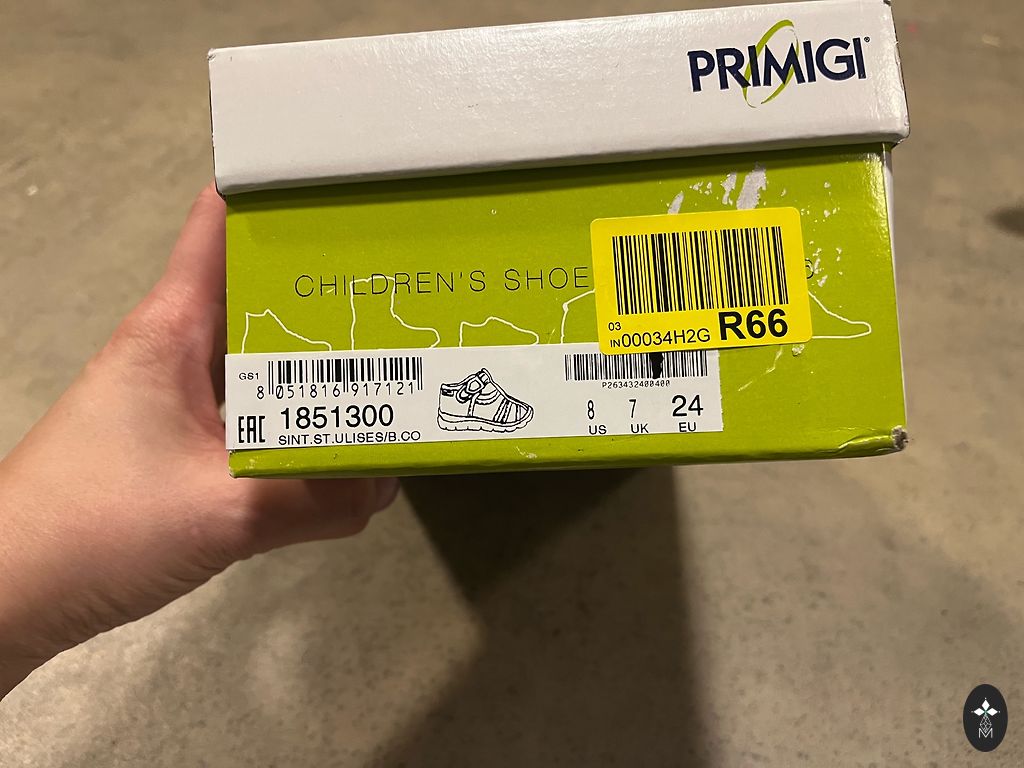 PRIMIGI®
CHILDREN'S SHOE
03
IN00034H2G R66
GS1
8 051816 917121
P263432400400
EAC 1851300
SINT.ST.ULISES/B.CO
8 7 24
US UK EU
M